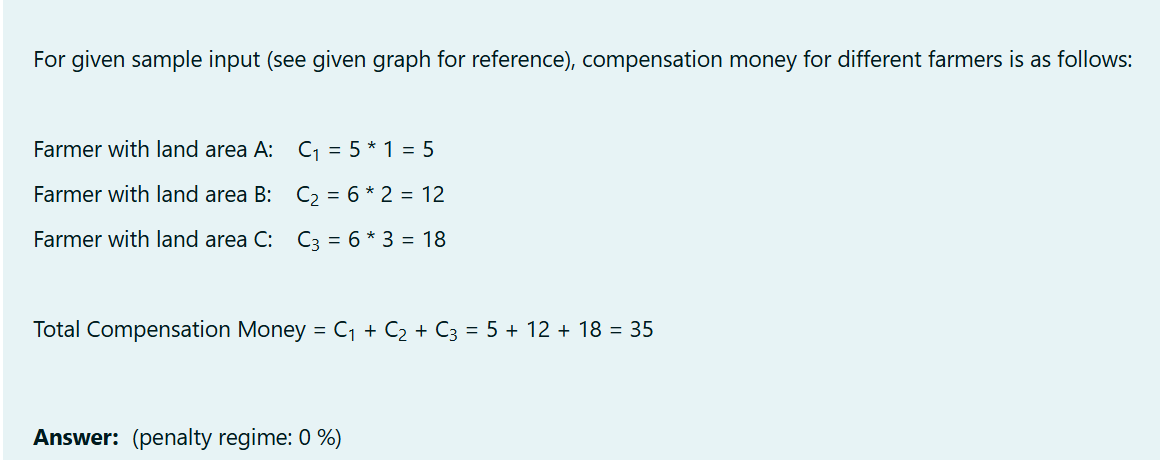 For given sample input (see given graph for reference), compensation money for different farmers is as follows:
Farmer with land area A: C₁ = 5 * 1 = 5
Farmer with land area B: C₂ = 6 * 2 = 12
Farmer with land area C: C₃ = 6 * 3 = 18
Total Compensation Money = C₁ + C₂ + C₃ = 5 + 12 + 18 = 35
Answer: (penalty regime: 0 %)